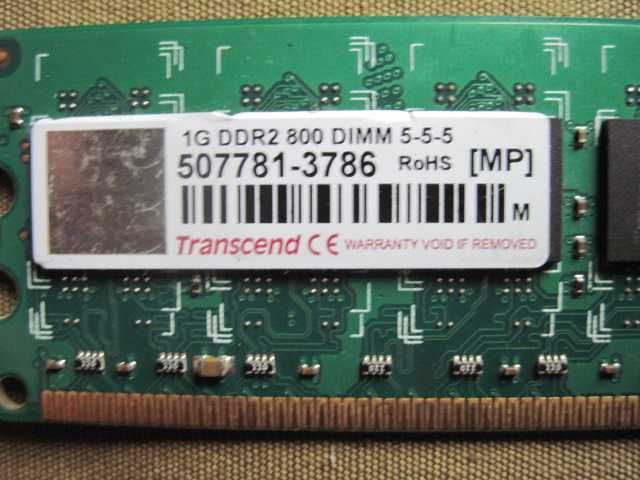 1G DDR2 800 DIMM 5-5-5
507781-3786 RoHS [MP]
M
Transcend CE WARRANTY VOID IF REMOVED